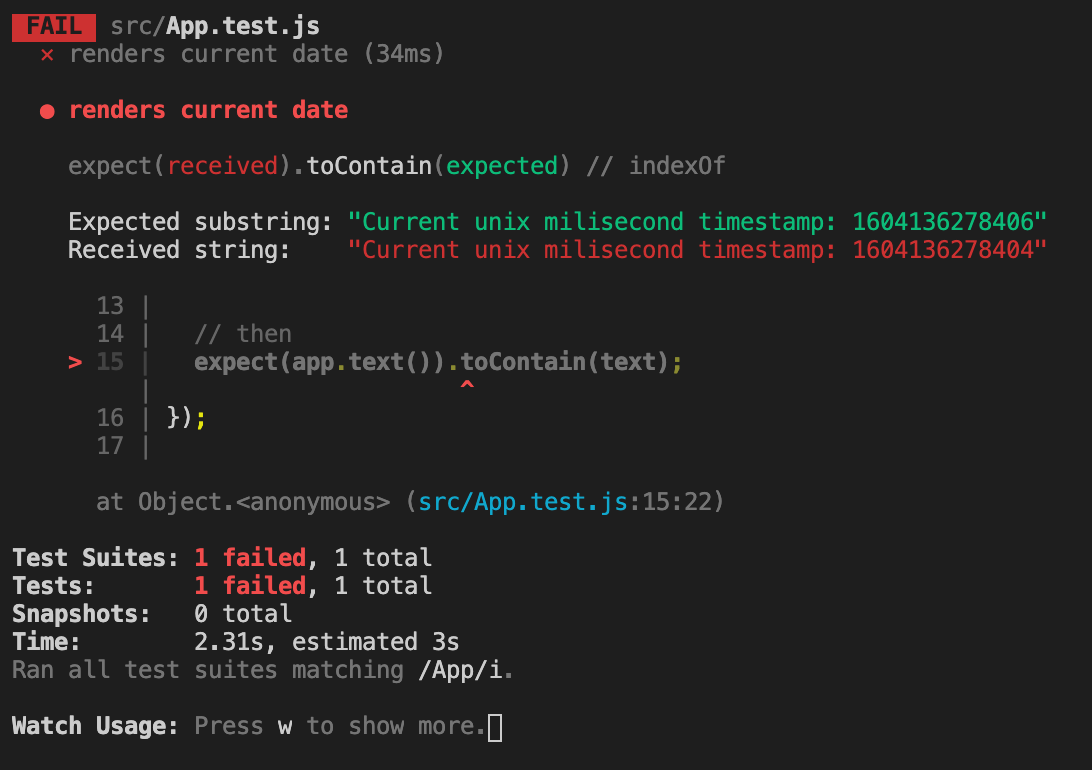 FAIL src/App.test.js
× renders current date (34ms)
● renders current date
expect(received).toContain(expected) // indexOf
Expected substring: "Current unix milisecond timestamp: 1604136278406"
Received string:    "Current unix milisecond timestamp: 1604136278404"
13 |
14 |   // then
> 15 |   expect(app.text()).toContain(text);
|                      ^
16 | });
17 |
at Object.<anonymous> (src/App.test.js:15:22)
Test Suites: 1 failed, 1 total
Tests:       1 failed, 1 total
Snapshots:   0 total
Time:        2.31s, estimated 3s
Ran all test suites matching /App/i.
Watch Usage: Press w to show more.